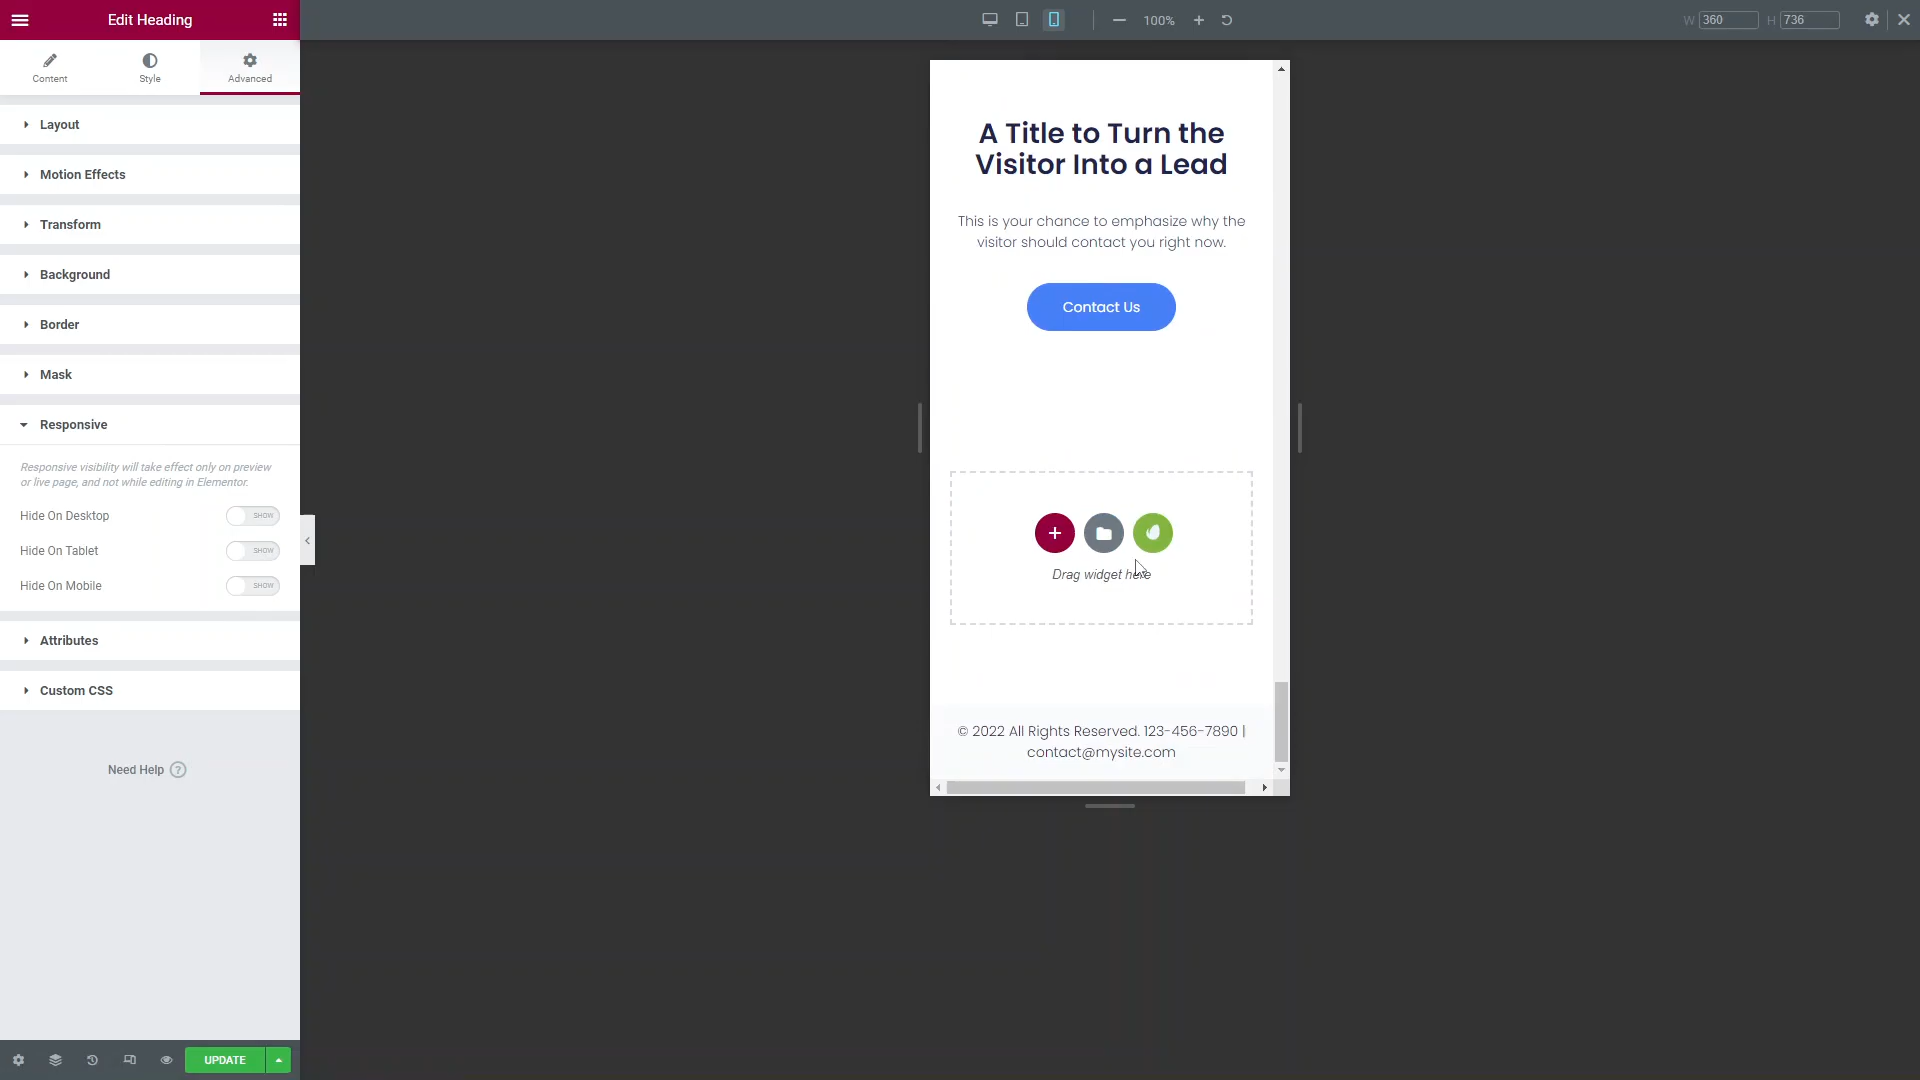 Edit Heading
100%
W 360 H 736
Content
Style
Advanced
Layout
Motion Effects
Transform
Background
Border
Mask
Responsive
Responsive visibility will take effect only on preview
or live page, and not while editing in Elementor.
Hide On Desktop SHOW
Hide On Tablet SHOW
Hide On Mobile SHOW
Attributes
Custom CSS
Need Help ?
UPDATE
A Title to Turn the
Visitor Into a Lead
This is your chance to emphasize why the
visitor should contact you right now.
Contact Us
Drag widget here
© 2022 All Rights Reserved. 123-456-7890 |
contact@mysite.com